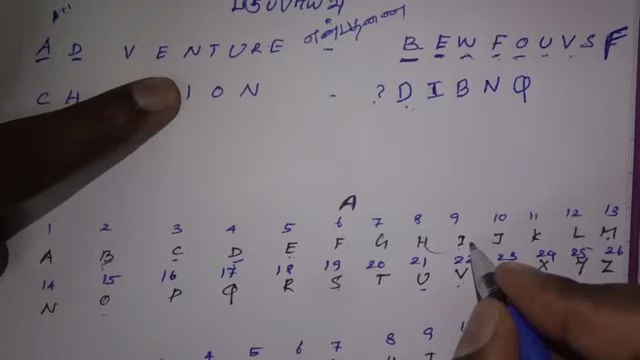 A D V E N T U R E என்பதனை - B E W F O U V S F
C H I O N - ? D I B N Q
A
1 2 3 4 5 6 7 8 9 10 11 12 13
A B C D E F G H I J K L M
14 15 16 17 18 19 20 21 22 23 24 25 26
N O P Q R S T U V X Y Z